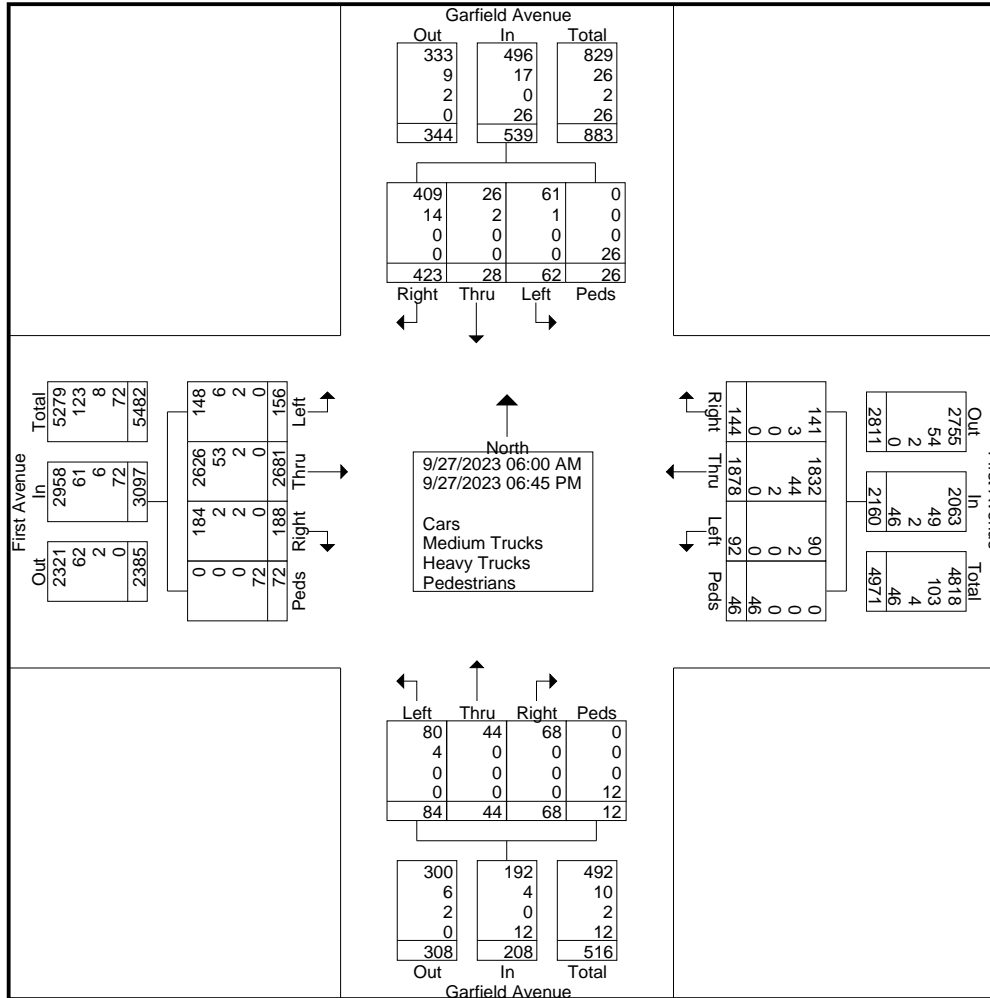 Garfield Avenue
Out In Total
333 496 829
9 17 26
2 0 2
0 26 26
344 539 883
409 26 61 0
14 2 1 0
0 0 0 0
0 0 0 26
423 28 62 26
Right Thru Left Peds
First Avenue
Total In Out
5279 2958 2321
123 61 62
8 6 2
72 72 0
5482 3097 2385
148 6 2 0 156 Left
2626 53 2 0 2681 Thru
184 2 2 0 188 Right
0 0 0 72 72 Peds
North
9/27/2023 06:00 AM
9/27/2023 06:45 PM
Cars
Medium Trucks
Heavy Trucks
Pedestrians
Right 144 0 0 3 141
Thru 1878 0 2 44 1832
Left 92 0 0 2 90
Peds 46 46 0 0 0
Out In Total
2755 2063 4818
54 49 103
2 2 4
0 46 46
2811 2160 4971
Left Thru Right Peds
80 44 68 0
4 0 0 0
0 0 0 0
0 0 0 12
84 44 68 12
300 192 492
6 4 10
2 0 2
0 12 12
308 208 516
Out In Total
Garfield Avenue